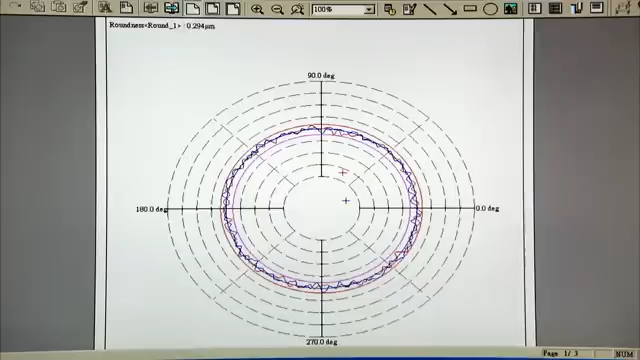 100%
Roundness<Round_1> : 0.294μm
90.0 deg
180.0 deg
0.0 deg
270.0 deg
Page 1/ 3
NUM